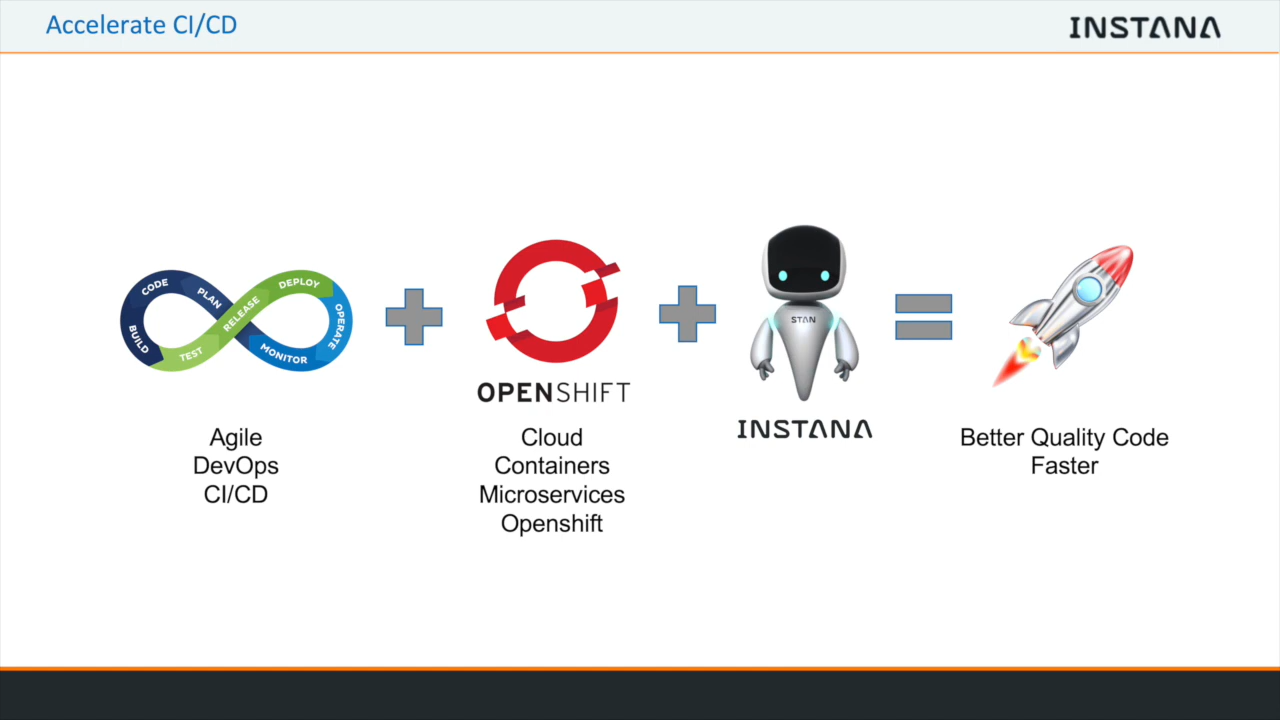 Accelerate CI/CD
INSTANA
CODE
PLAN
RELEASE
DEPLOY
OPERATE
MONITOR
TEST
BUILD
OPENSHIFT
STAN
INSTANA
Agile
DevOps
CI/CD
Cloud
Containers
Microservices
Openshift
Better Quality Code
Faster